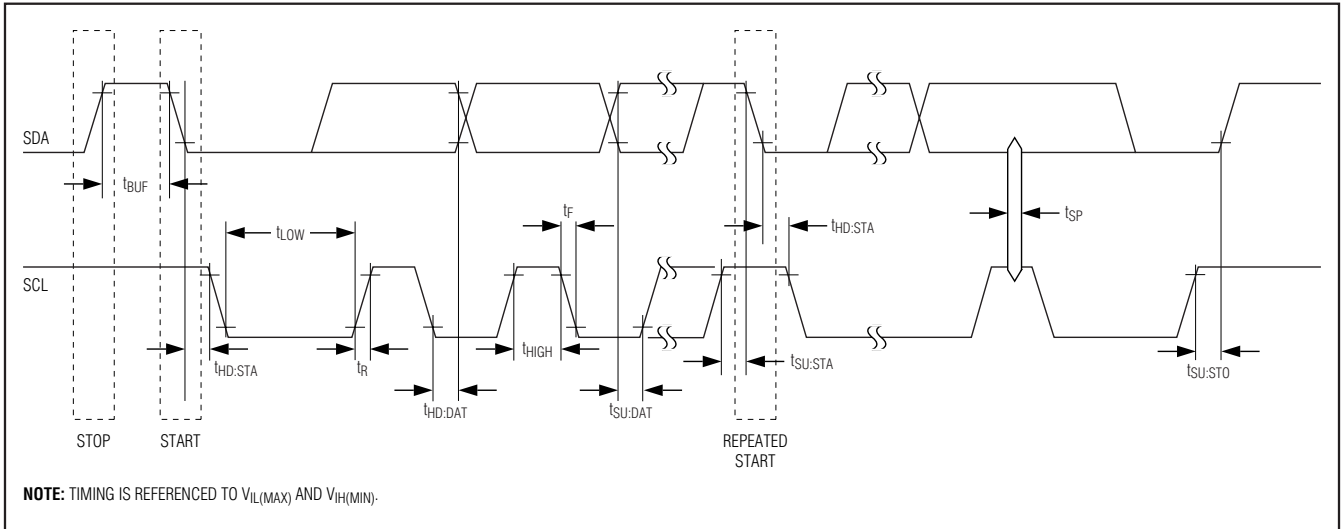 SDA
tBUF
tLOW
tF
tHD:STA
tSP
SCL
tHD:STA
tR
tHD:DAT
tHIGH
tSU:DAT
tSU:STA
tSU:STO
STOP
START
REPEATED
START
NOTE: TIMING IS REFERENCED TO VIL(MAX) AND VIH(MIN).